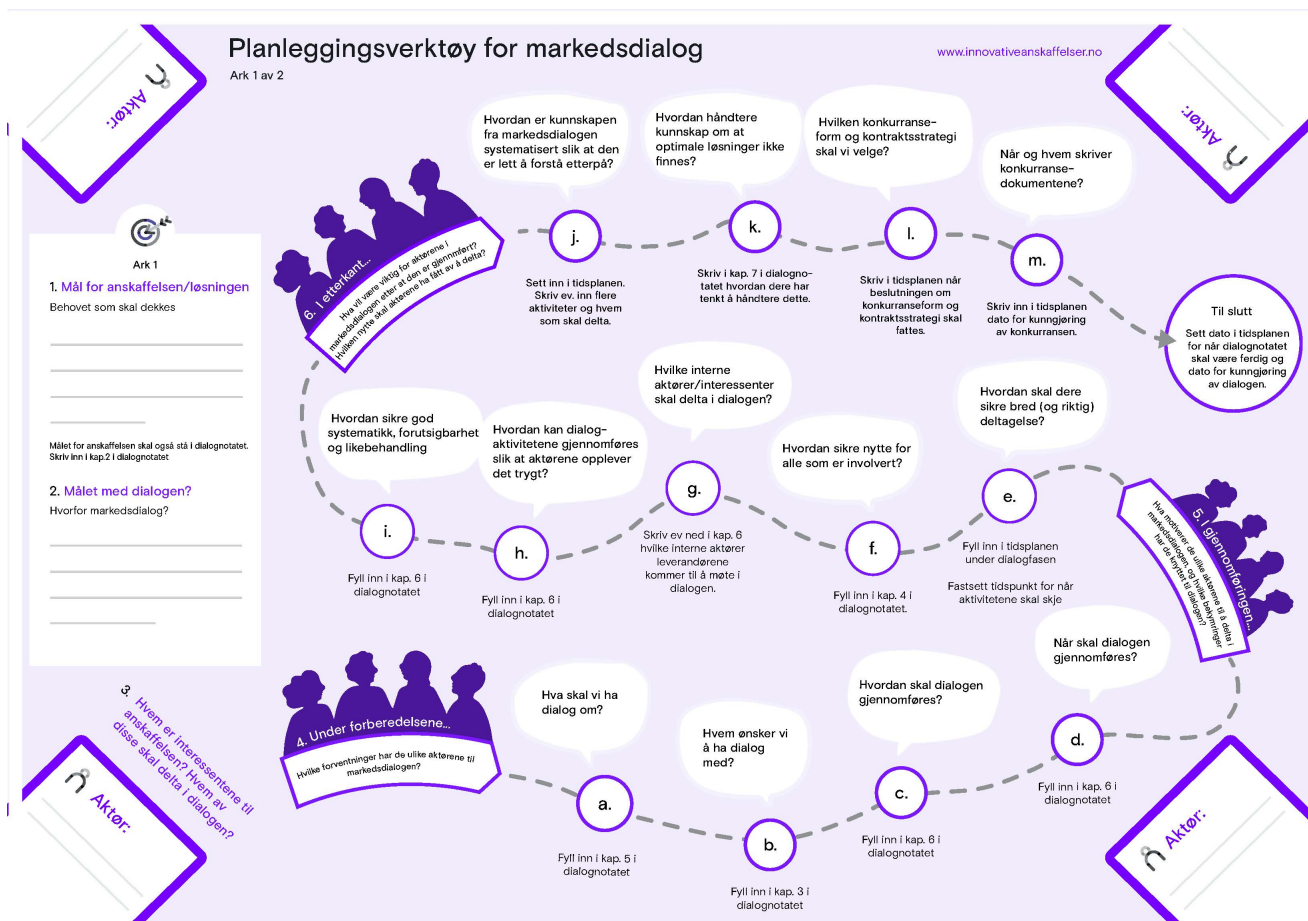 Planleggingsverktøy for markedsdialog
Ark 1 av 2
www.innovativeanskaffelser.no
Aktør:
Aktør:
Ark 1
1. Mål for anskaffelsen/løsningen
Behovet som skal dekkes
Målet for anskaffelsen skal også stå i dialognotatet.
Skriv inn i kap.2 i dialognotatet
2. Målet med dialogen?
Hvorfor markedsdialog?
3. Hvem er interessentene til
anskaffelsen? Hvem av
disse skal delta i dialogen?
Aktør:
4. Under forberedelsene...
Hvilke forventninger har de ulike aktørene til
markedsdialogen?
Hva skal vi ha
dialog om?
a.
Fyll inn i kap. 5 i
dialognotatet
Hvem ønsker vi
å ha dialog
med?
b.
Fyll inn i kap. 3 i
dialognotatet
Hvordan skal dialogen
gjennomføres?
c.
Fyll inn i kap. 6 i
dialognotatet
Når skal dialogen
gjennomføres?
d.
Fyll inn i kap. 6 i
dialognotatet
Aktør:
5. I gjennomføringen...
Hva motiverer de ulike aktørene til å delta i
markedsdialogen, og hvilke bekymringer
har de knyttet til dialogen?
Hvordan skal dere
sikre bred (og riktig)
deltagelse?
e.
Fyll inn i tidsplanen
under dialogfasen
Fastsett tidspunkt for når
aktivitetene skal skje
Hvordan sikre nytte for
alle som er involvert?
f.
Fyll inn i kap. 4 i
dialognotatet.
Hvilke interne
aktører/interessenter
skal delta i dialogen?
g.
Skriv ev ned i kap. 6
hvilke interne aktører
leverandørene
kommer til å møte i
dialogen.
Hvordan kan dialog-
aktivitetene gjennomføres
slik at aktørene opplever
det trygt?
h.
Fyll inn i kap. 6 i
dialognotatet
Hvordan sikre god
systematikk, forutsigbarhet
og likebehandling
i.
Fyll inn i kap. 6 i
dialognotatet
6. I etterkant...
Hva vil være viktig for aktørene i
markedsdialogen etter at den er gjennmført?
Hvilken nytte skal aktørene ha fått av å delta?
Hvordan er kunnskapen
fra markedsdialogen
systematisert slik at den
er lett å forstå etterpå?
j.
Sett inn i tidsplanen.
Skriv ev. inn flere
aktiviteter og hvem
som skal delta.
Hvordan håndtere
kunnskap om at
optimale løsninger ikke
finnes?
k.
Skriv i kap. 7 i dialogno-
tatet hvordan dere har
tenkt å håndtere dette.
Hvilken konkurranse-
form og kontraktsstrategi
skal vi velge?
l.
Skriv i tidsplanen når
beslutningen om
konkurranseform og
kontraktsstrategi skal
fattes.
Når og hvem skriver
konkurranse-
dokumentene?
m.
Skriv inn i tidsplanen
dato for kunngjøring
av konkurransen.
Til slutt
Sett dato i tidsplanen
for når dialognotatet
skal være ferdig og
dato for kunngjøring
av dialogen.